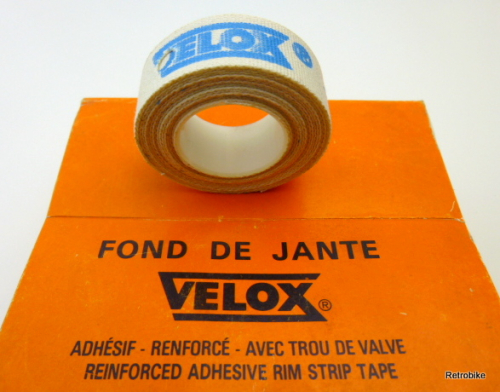 VELOX ®
FOND DE JANTE
VELOX ®
ADHÉSIF - RENFORCÉ - AVEC TROU DE VALVE
REINFORCED ADHESIVE RIM STRIP TAPE
Retrobike